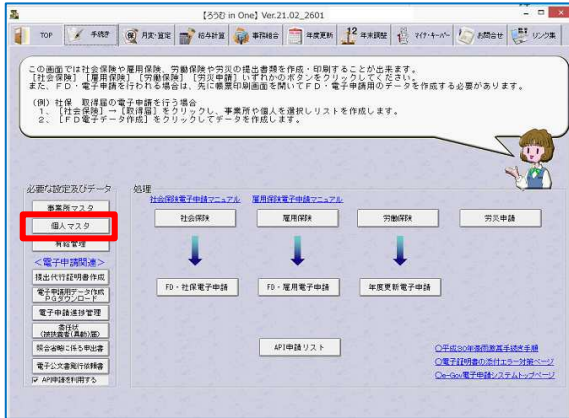 【ろうむ in One】 Ver.21.02_2601
TOP
手続き
月変・算定
給与計算
事務組合
年度更新
12 年末調整
マイナンバー
お問合せ
リンク集
この画面では社会保険や雇用保険、労働保険や労災の提出書類を作成・印刷することが出来ます。
[社会保険] [雇用保険] [労働保険] [労災申請] いずれかのボタンをクリックしてください。
また、FD・電子申請を行われる場合は、先に帳票印刷画面を開いてFD・電子申請用のデータを作成する必要があります。
(例) 社保 取得届の電子申請を行う場合
1、[社会保険]→[取得届]をクリックし、事業所や個人を選択しリストを作成します。
2、[FD電子データ作成]をクリックしてデータを作成します。
必要な設定及びデータ
事業所マスタ
個人マスタ
有給管理
<電子申請関連>
提出代行証明書作成
電子申請用データ作成
PGダウンロード
電子申請進捗管理
委任状
(被扶養者(異動)届)
照合省略に係る申出書
電子公文書発行依頼書
API申請を利用する
処理
社会保険電子申請マニュアル
雇用保険電子申請マニュアル
社会保険
雇用保険
労働保険
労災申請
FD・社保電子申請
FD・雇用電子申請
年度更新電子申請
API申請リスト
○電子証明書の添付エラー対策ページ
○e-Gov電子申請システムトップページ